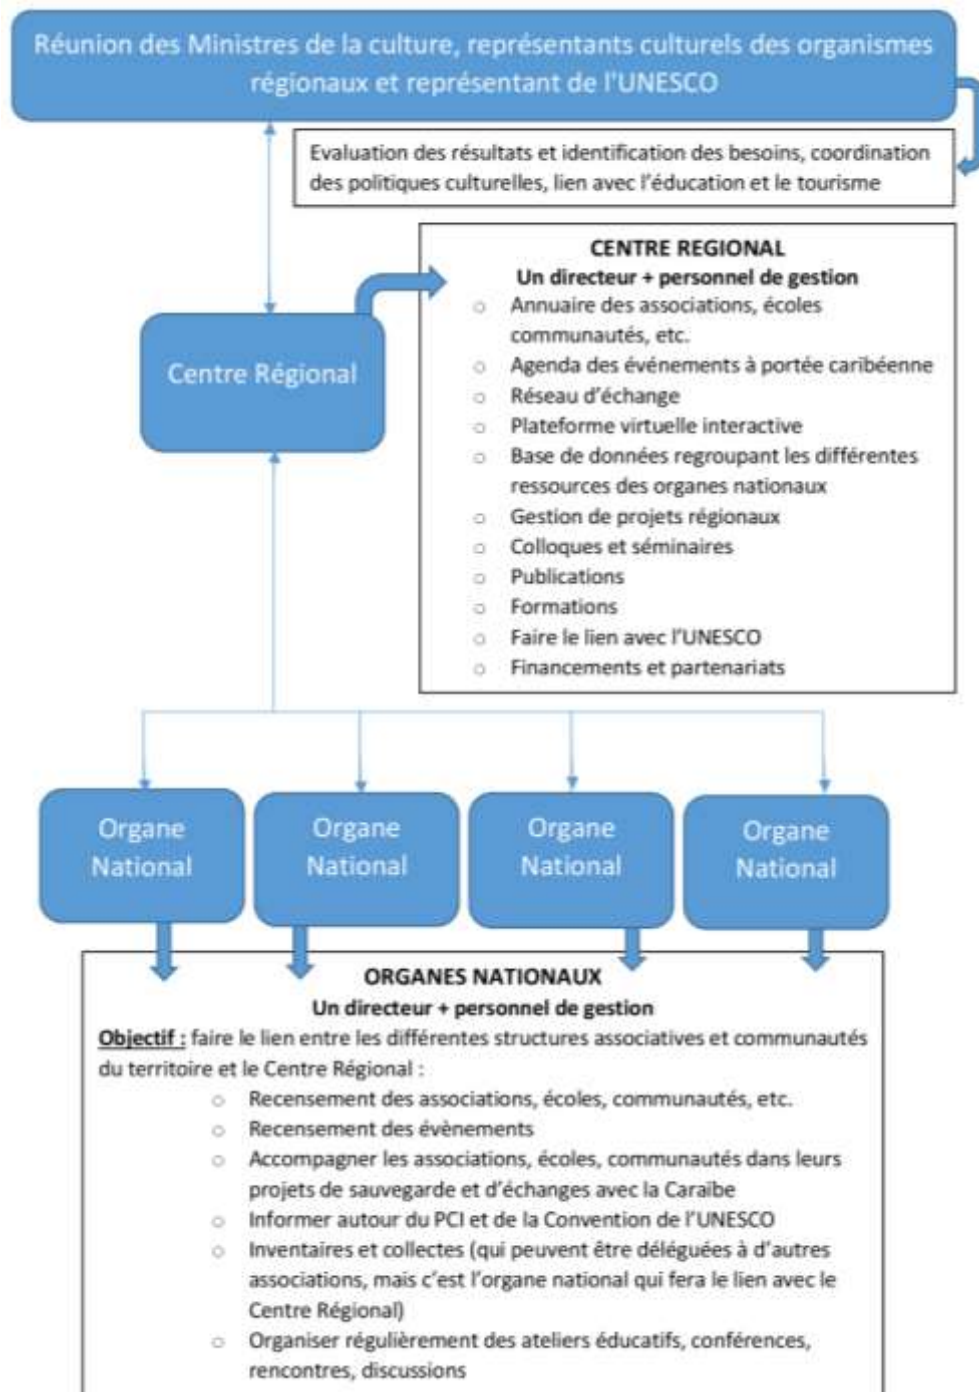 Réunion des Ministres de la culture, représentants culturels des organismes
régionaux et représentant de l'UNESCO
Evaluation des résultats et identification des besoins, coordination
des politiques culturelles, lien avec l'éducation et le tourisme
CENTRE REGIONAL
Un directeur + personnel de gestion
○ Annuaire des associations, écoles
communautés, etc.
○ Agenda des événements à portée caribéenne
○ Réseau d'échange
○ Plateforme virtuelle interactive
○ Base de données regroupant les différentes
ressources des organes nationaux
○ Gestion de projets régionaux
○ Colloques et séminaires
○ Publications
○ Formations
○ Faire le lien avec l'UNESCO
○ Financements et partenariats
Centre Régional
Organe
National
Organe
National
Organe
National
Organe
National
ORGANES NATIONAUX
Un directeur + personnel de gestion
Objectif : faire le lien entre les différentes structures associatives et communautés
du territoire et le Centre Régional :
○ Recensement des associations, écoles, communautés, etc.
○ Recensement des évènements
○ Accompagner les associations, écoles, communautés dans leurs
projets de sauvegarde et d'échanges avec la Caraïbe
○ Informer autour du PCI et de la Convention de l'UNESCO
○ Inventaires et collectes (qui peuvent être déléguées à d'autres
associations, mais c'est l'organe national qui fera le lien avec le
Centre Régional)
○ Organiser régulièrement des ateliers éducatifs, conférences,
rencontres, discussions